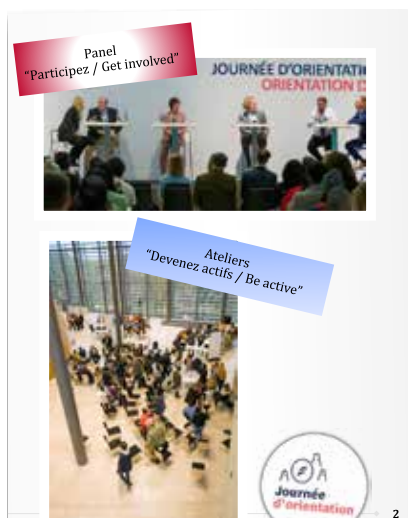 Panel
“Participez / Get involved”
JOURNÉE D'ORIENTATI
ORIENTATION D
Ateliers
“Devenez actifs / Be active”
Journée
d'orientation
2